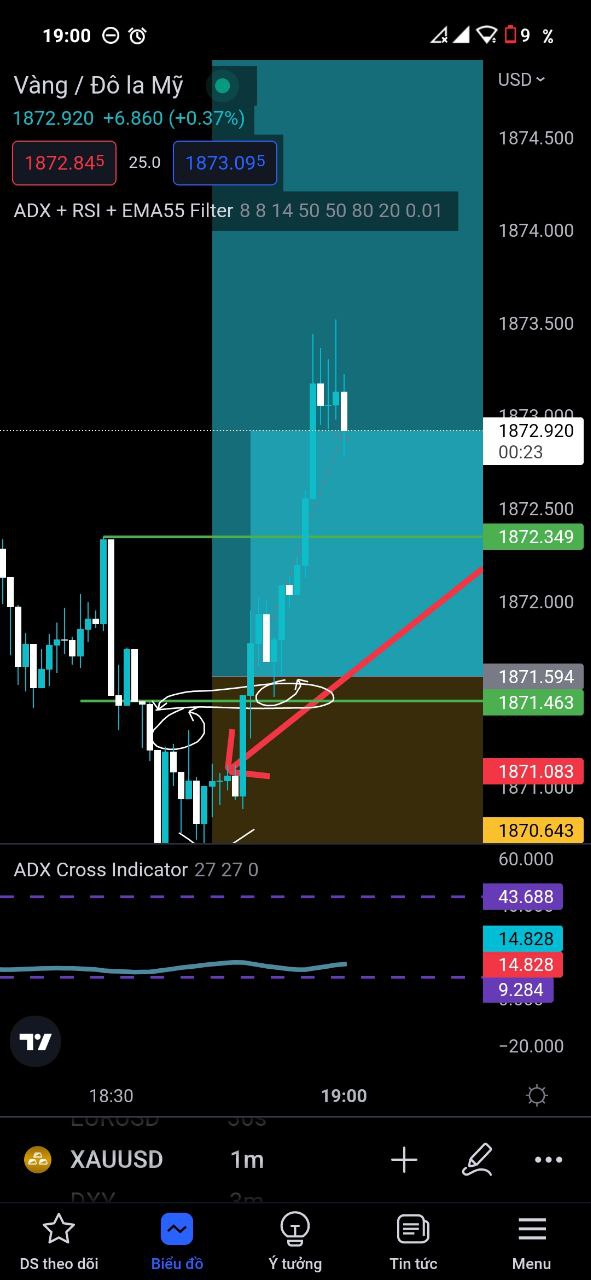 19:00
9 %
Vàng / Đô la Mỹ
USD
1872.920 +6.860 (+0.37%)
1872.845 25.0 1873.095
ADX + RSI + EMA55 Filter 8 8 14 50 50 80 20 0.01
1874.500
1874.000
1873.500
1873.000
1872.920
00:23
1872.500
1872.349
1872.000
1871.594
1871.463
1871.083
1871.000
1870.643
ADX Cross Indicator 27 27 0
60.000
43.688
14.828
14.828
9.284
−20.000
18:30 19:00
EURUSD 30s
XAUUSD 1m
DXY 3m
DS theo dõi Biểu đồ Ý tưởng Tin tức Menu